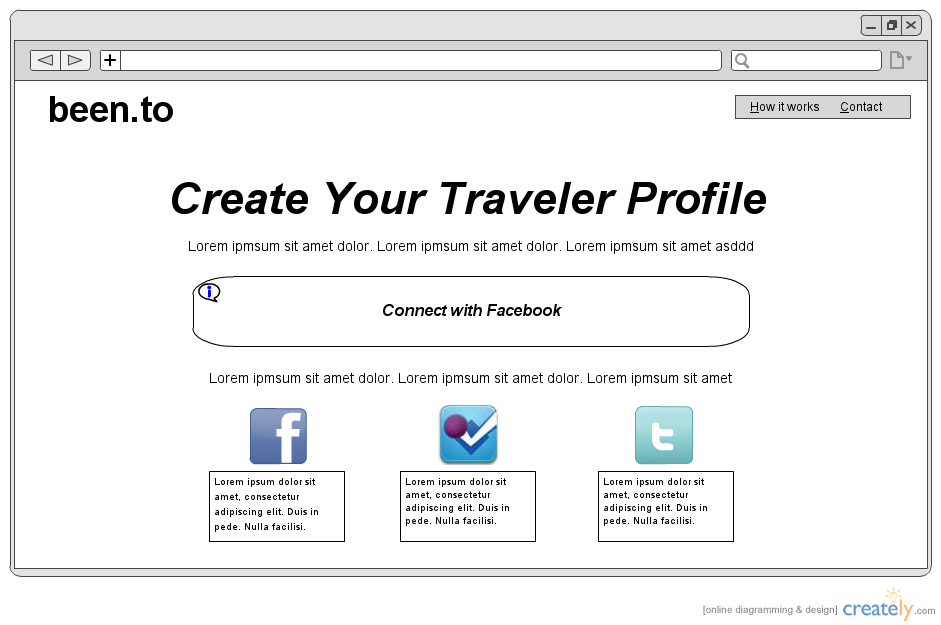 been.to
How it works Contact
Create Your Traveler Profile
Lorem ipmsum sit amet dolor. Lorem ipmsum sit amet dolor. Lorem ipmsum sit amet asddd
i
Connect with Facebook
Lorem ipmsum sit amet dolor. Lorem ipmsum sit amet dolor. Lorem ipmsum sit amet
f
t
Lorem ipsum dolor sit
amet, consectetur
adipiscing elit. Duis in
pede. Nulla facilisi.
Lorem ipsum dolor sit
amet, consectetur
adipiscing elit. Duis in
pede. Nulla facilisi.
Lorem ipsum dolor sit
amet, consectetur
adipiscing elit. Duis in
pede. Nulla facilisi.
[online diagramming & design] creately.com